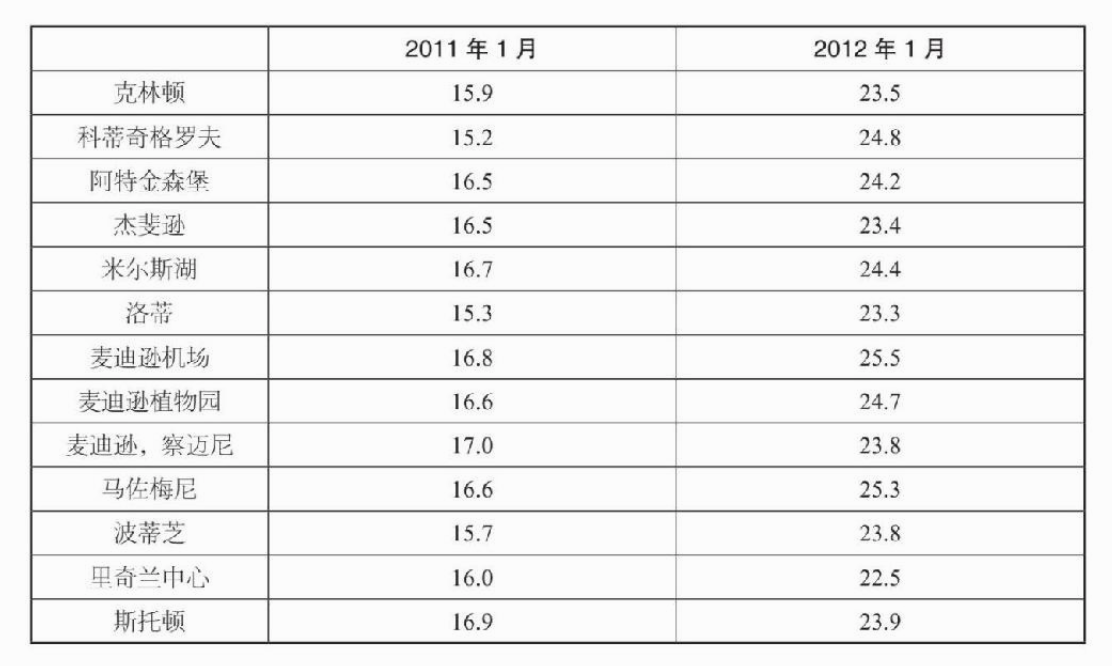 2011 年 1 月 2012 年 1 月
克林顿 15.9 23.5
科蒂奇格罗夫 15.2 24.8
阿特金森堡 16.5 24.2
杰斐逊 16.5 23.4
米尔斯湖 16.7 24.4
洛蒂 15.3 23.3
麦迪逊机场 16.8 25.5
麦迪逊植物园 16.6 24.7
麦迪逊，察迈尼 17.0 23.8
马佐梅尼 16.6 25.3
波蒂芝 15.7 23.8
里奇兰中心 16.0 22.5
斯托顿 16.9 23.9